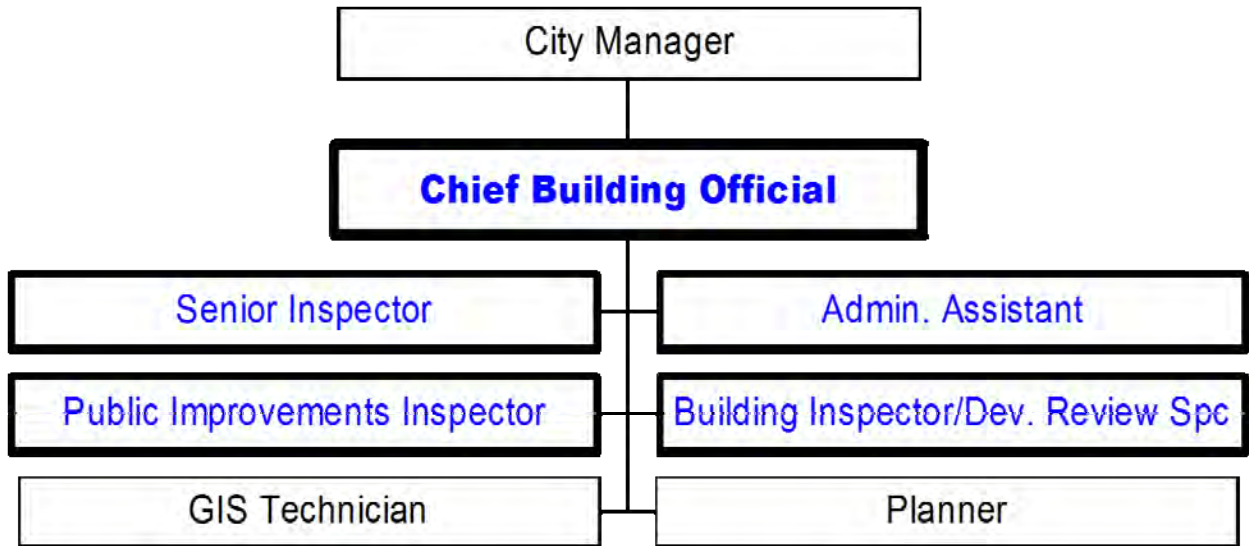 City Manager
Chief Building Official
Senior Inspector
Admin. Assistant
Public Improvements Inspector
Building Inspector/Dev. Review Spc
GIS Technician
Planner